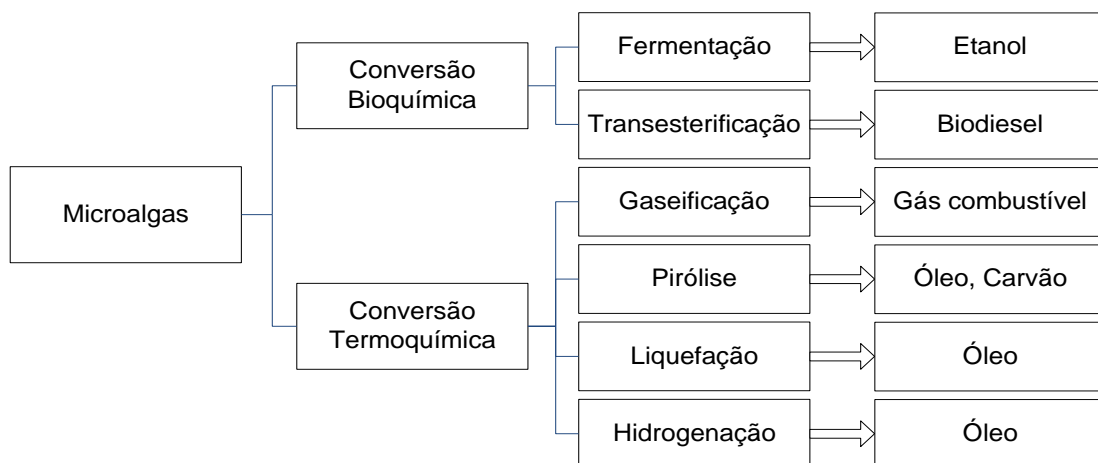 Microalgas
Conversão
Bioquímica
Fermentação
Etanol
Transesterificação
Biodiesel
Conversão
Termoquímica
Gaseificação
Gás combustível
Pirólise
Óleo, Carvão
Liquefação
Óleo
Hidrogenação
Óleo